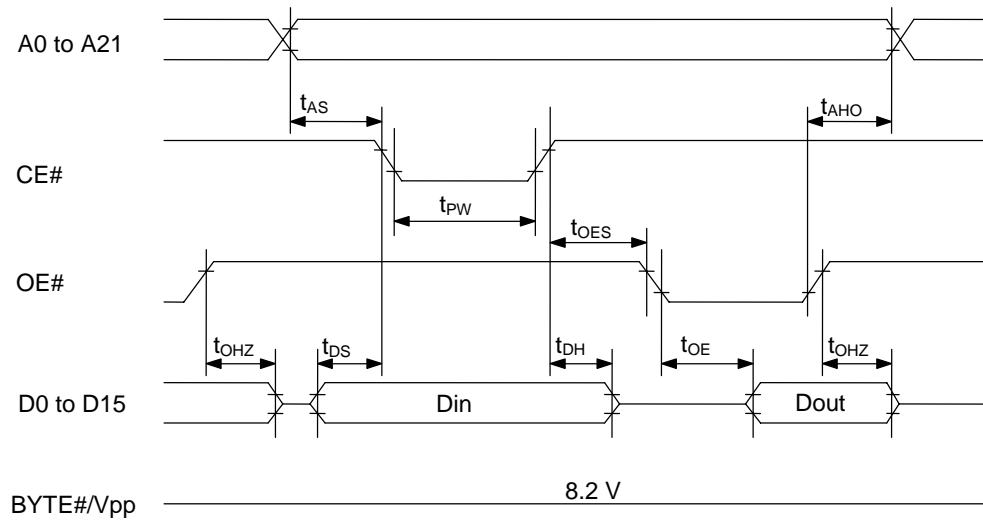 A0 to A21
tAS
tAHO
CE#
tPW
tOES
OE#
tOHZ
tDS
tDH
tOE
tOHZ
D0 to D15
Din
Dout
BYTE#/Vpp
8.2 V